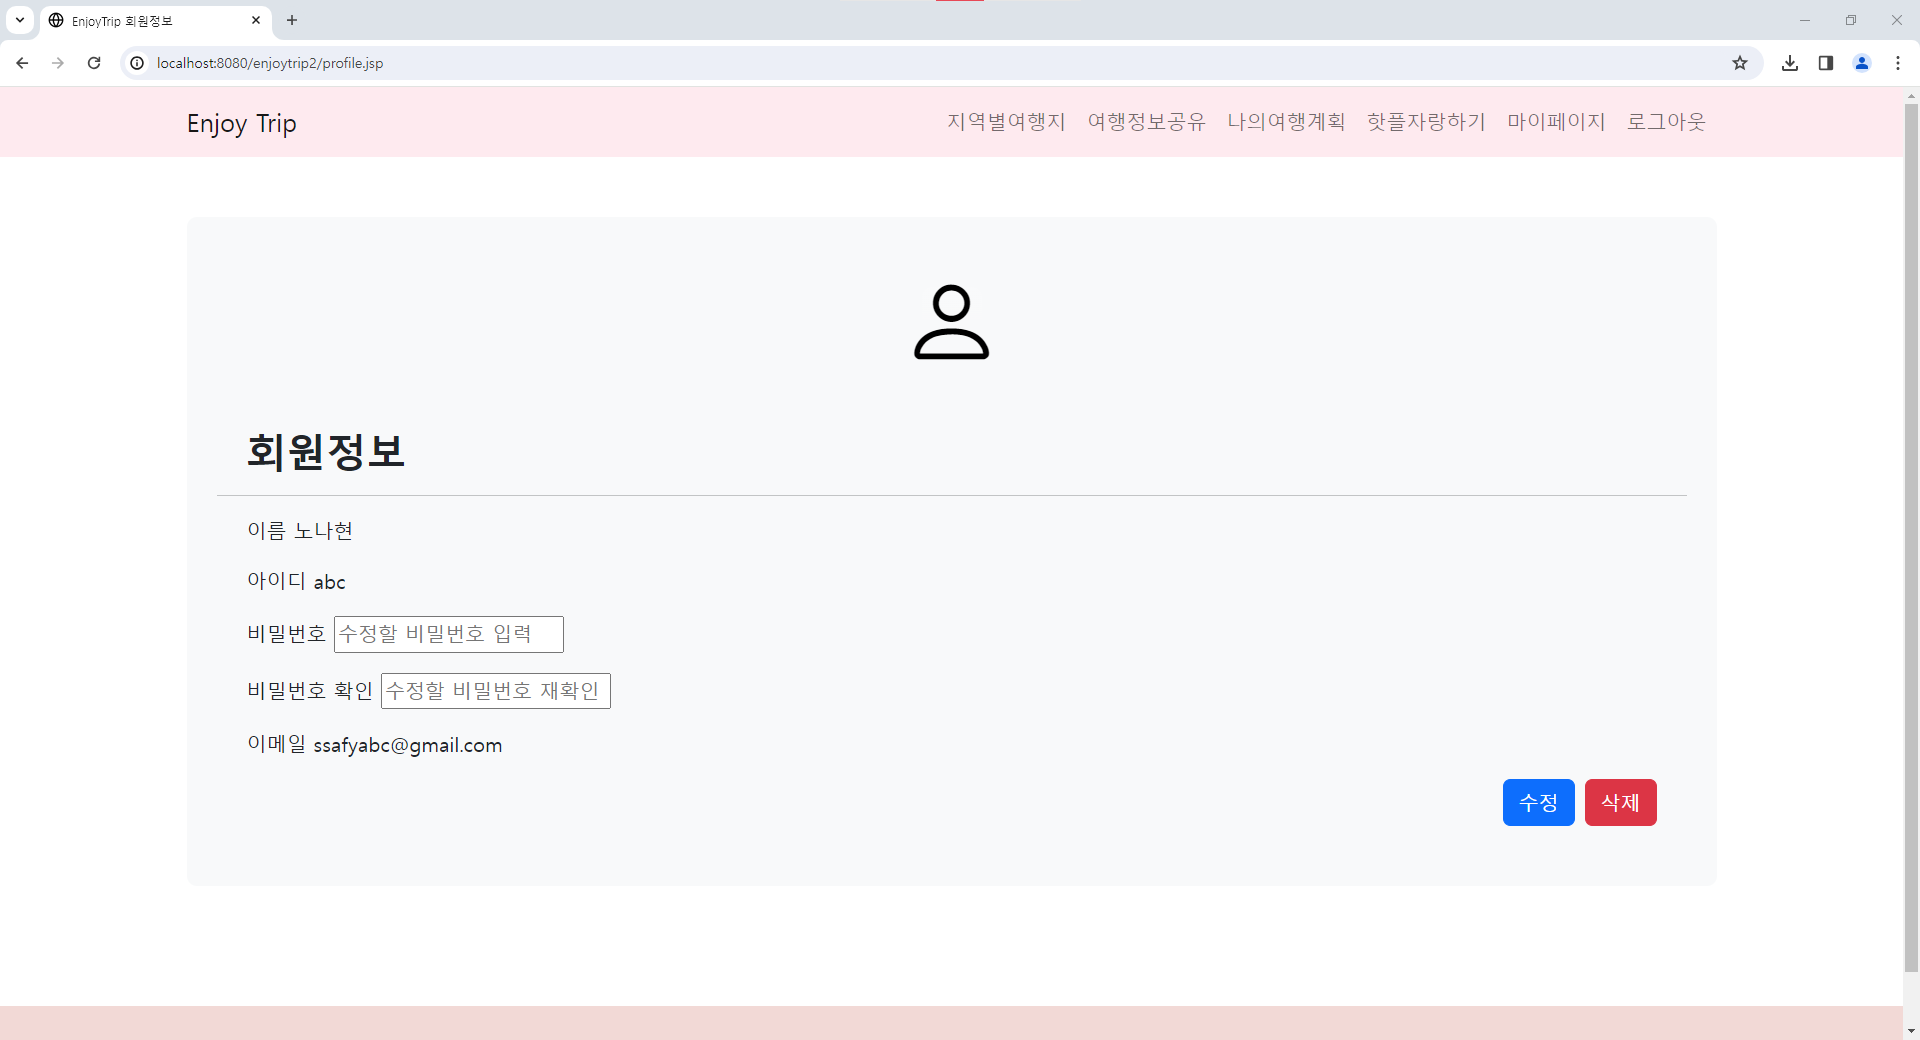 EnjoyTrip 회원정보
localhost:8080/enjoytrip2/profile.jsp
Enjoy Trip 지역별여행지 여행정보공유 나의여행계획 핫플자랑하기 마이페이지 로그아웃
회원정보
이름 노나현
아이디 abc
비밀번호 수정할 비밀번호 입력
비밀번호 확인 수정할 비밀번호 재확인
이메일 ssafyabc@gmail.com
수정 삭제